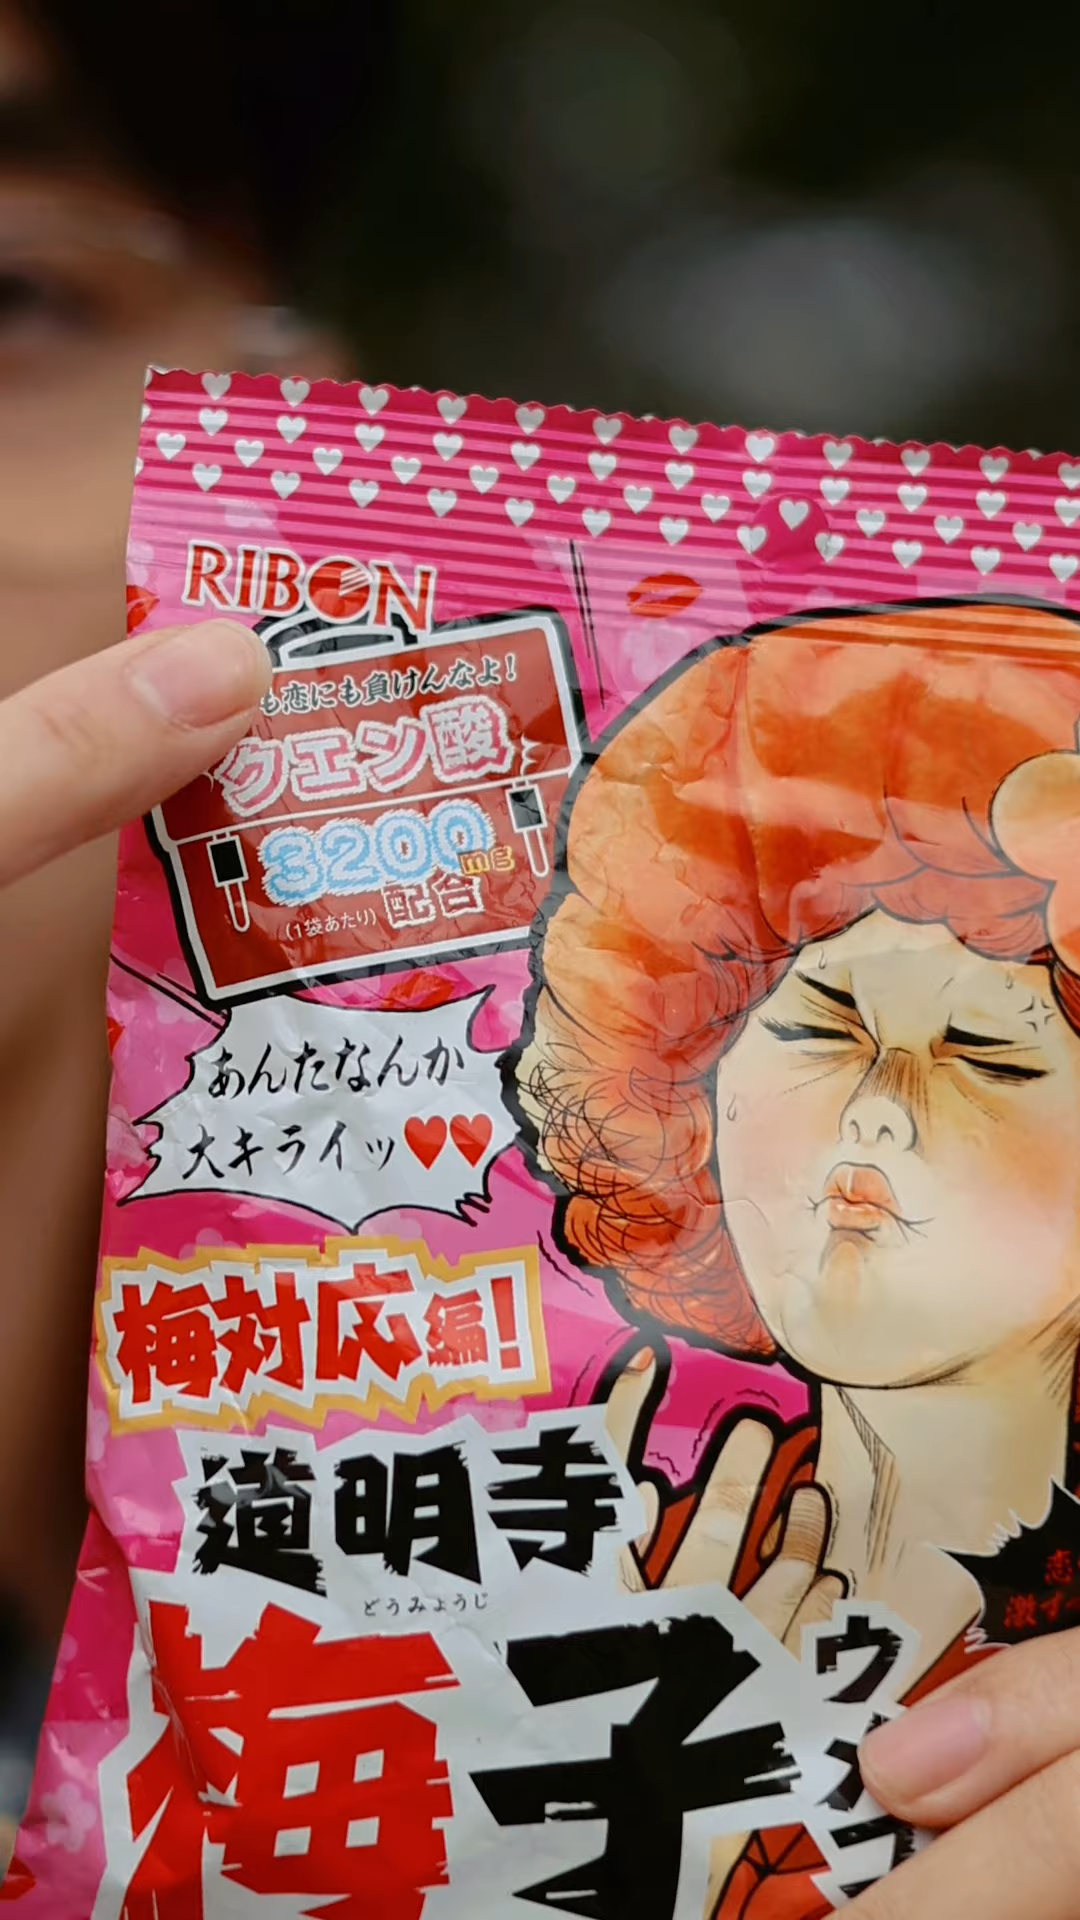 RIBON
も恋にも負けんなよ!
クエン酸
3200mg
(1袋あたり)配合
あんたなんか
大キライッ♥♥
梅対応編!
道明寺
どうみょうじ
梅子